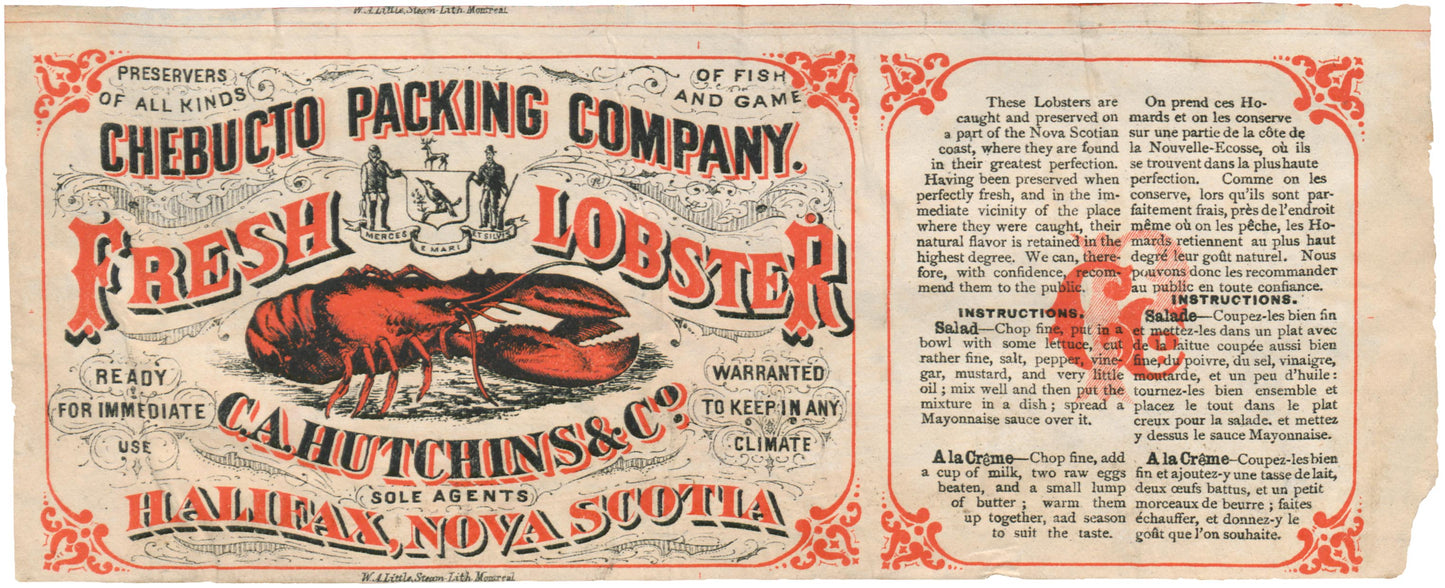 W. A. Little, Steam Lith. Montreal
PRESERVERS
OF ALL KINDS
OF FISH
AND GAME
CHEBUCTO PACKING COMPANY.
MERCES
E MARI
ET SILVIS
FRESH LOBSTER
READY
FOR IMMEDIATE
USE
WARRANTED
TO KEEP IN ANY
CLIMATE
C.A. HUTCHINS & Co.
SOLE AGENTS
HALIFAX, NOVA SCOTIA
W. A. Little, Steam Lith. Montreal
These Lobsters are
caught and preserved on
a part of the Nova Scotian
coast, where they are found
in their greatest perfection.
Having been preserved when
perfectly fresh, and in the im-
mediate vicinity of the place
where they were caught, their
natural flavor is retained in the
highest degree. We can, there-
fore, with confidence, recom-
mend them to the public.
INSTRUCTIONS.
Salad—Chop fine, put in a
bowl with some lettuce, cut
rather fine, salt, pepper, vine-
gar, mustard, and very little
oil ; mix well and then put the
mixture in a dish ; spread a
Mayonnaise sauce over it.
A la Crême—Chop fine, add
a cup of milk, two raw eggs
beaten, and a small lump
of butter ; warm them
up together, aad season
to suit the taste.
On prend ces Ho-
mards et on les conserve
sur une partie de la côte de
la Nouvelle-Ecosse, où ils
se trouvent dans la plus haute
perfection. Comme on les
conserve, lors qu'ils sont par-
faitement frais, près de l'endroit
même où on les pêche, les Ho-
mards retiennent au plus haut
degré leur goût naturel. Nous
pouvons donc les recommander
au public en toute confiance.
INSTRUCTIONS.
Salade—Coupez-les bien fin
et mettez-les dans un plat avec
de la laitue coupée aussi bien
fine, du poivre, du sel, vinaigre,
moutarde, et un peu d'huile :
tournez-les bien ensemble et
placez le tout dans le plat
creux pour la salade. et mettez
y dessus le sauce Mayonnaise.
A la Crême—Coupez-les bien
fin et ajoutez-y une tasse de lait,
deux œufs battus, et un petit
morceaux de beurre ; faites
échauffer, et donnez-y le
goût que l'on souhaite.